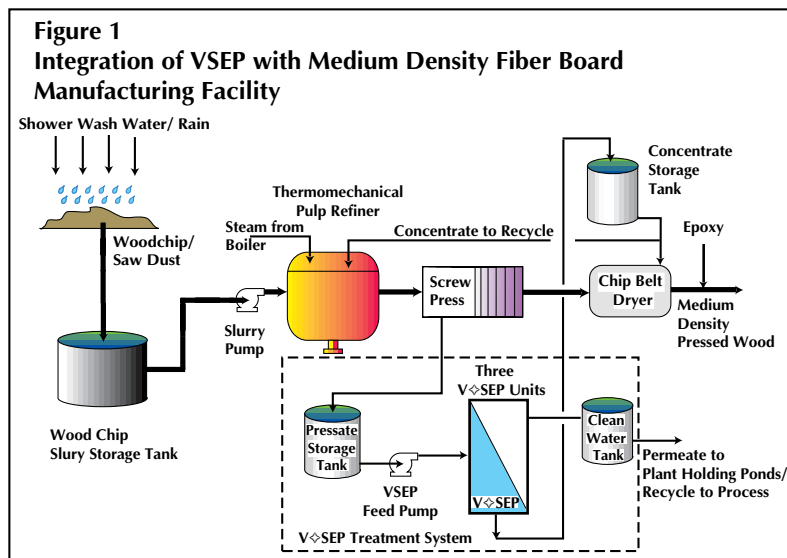 Figure 1
Integration of VSEP with Medium Density Fiber Board
Manufacturing Facility
Shower Wash Water/ Rain
Woodchip/
Saw Dust
Wood Chip
Slury Storage Tank
Slurry
Pump
Steam from
Boiler
Thermomechanical
Pulp Refiner
Concentrate to Recycle
Screw
Press
Concentrate
Storage
Tank
Epoxy
Chip Belt
Dryer
Medium
Density
Pressed Wood
Pressate
Storage
Tank
VSEP
Feed Pump
Three
V✧SEP Units
V✧SEP
Clean
Water
Tank
Permeate to
Plant Holding Ponds/
Recycle to Process
V✧SEP Treatment System